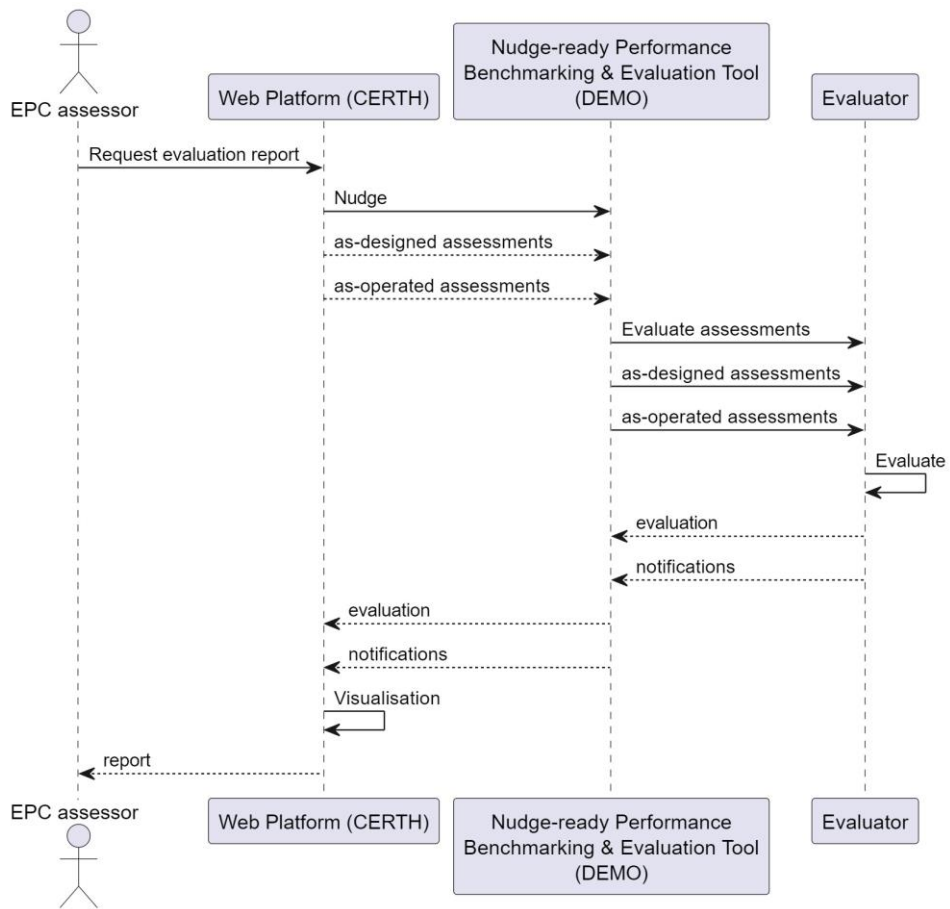 EPC assessor
Web Platform (CERTH)
Nudge-ready Performance
Benchmarking & Evaluation Tool
(DEMO)
Evaluator
Request evaluation report
Nudge
as-designed assessments
as-operated assessments
Evaluate assessments
as-designed assessments
as-operated assessments
Evaluate
evaluation
notifications
evaluation
notifications
Visualisation
report
EPC assessor
Web Platform (CERTH)
Nudge-ready Performance
Benchmarking & Evaluation Tool
(DEMO)
Evaluator